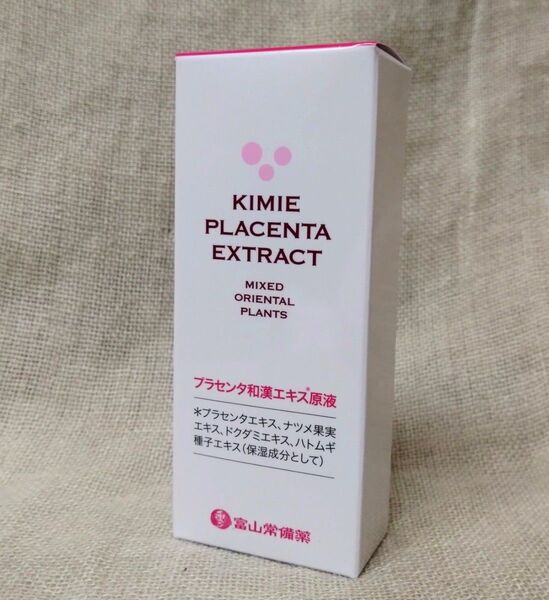 KIMIE
PLACENTA
EXTRACT
MIXED
ORIENTAL
PLANTS
プラセンタ和漢エキス*原液
*プラセンタエキス、ナツメ果実
エキス、ドクダミエキス、ハトムギ
種子エキス(保湿成分として)
富山常備薬